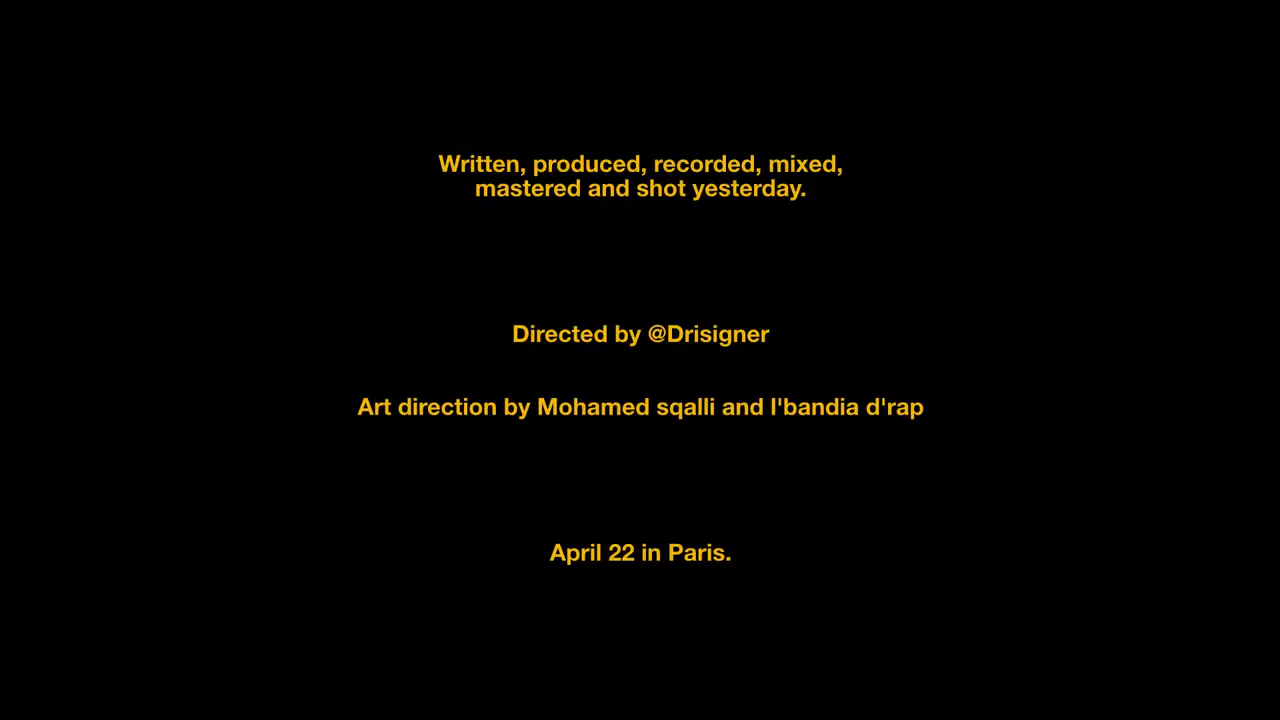 Written, produced, recorded, mixed,
mastered and shot yesterday.
Directed by @Drisigner
Art direction by Mohamed sqalli and l'bandia d'rap
April 22 in Paris.